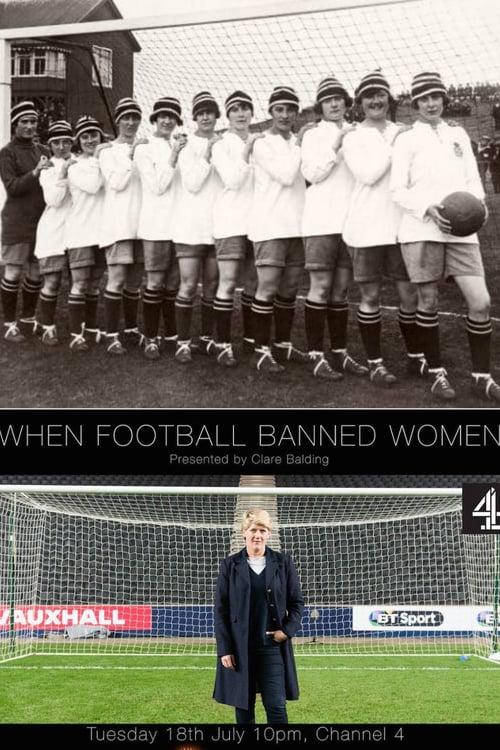 WHEN FOOTBALL BANNED WOMEN
Presented by Clare Balding
4
VAUXHALL
BT Sport
Tuesday 18th July 10pm, Channel 4